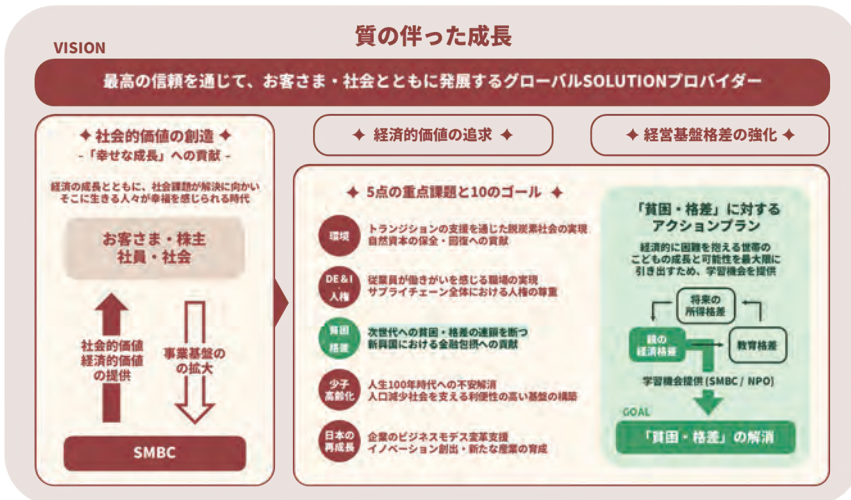 質の伴った成長
VISION
最高の信頼を通じて、お客さま・社会とともに発展するグローバルSOLUTIONプロバイダー
社会的価値の創造
-「幸せな成長」への貢献 -
経済の成長とともに、社会課題が解決に向かい
そこに生きる人々が幸福を感じられる時代
お客さま・株主
社員・社会
社会的価値
経済的価値
の提供
事業基盤の
の拡大
SMBC
経済的価値の追求
経営基盤格差の強化
5点の重点課題と10のゴール
環境
トランジションの支援を通じた脱炭素社会の実現
自然資本の保全・回復への貢献
DE&I
・
人権
従業員が働きがいを感じる職場の実現
サプライチェーン全体における人権の尊重
貧困
・
格差
次世代への貧困・格差の連鎖を断つ
新興国における金融包摂への貢献
少子
高齢化
人生100年時代への不安解消
人口減少社会を支える利便性の高い基盤の構築
日本の
再成長
企業のビジネスモデス変革支援
イノベーション創出・新たな産業の育成
「貧困・格差」に対する
アクションプラン
経済的に困難を抱える世帯の
こどもの成長と可能性を最大限に
引き出すため、学習機会を提供
将来の
所得格差
親の
経済格差
教育格差
学習機会提供 (SMBC / NPO)
GOAL
「貧困・格差」の解消